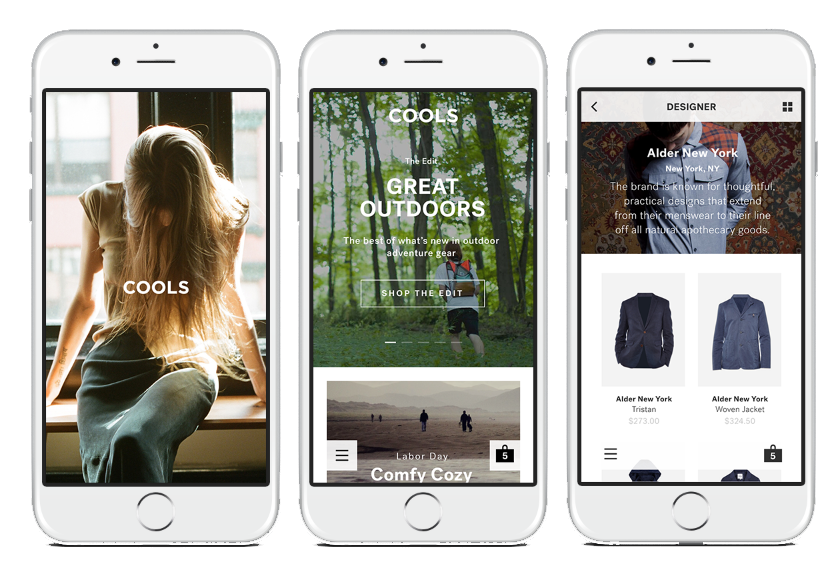 COOLS
COOLS
The Edit
GREAT
OUTDOORS
The best of what's new in outdoor
adventure gear
SHOP THE EDIT
Labor Day
Comfy Cozy
5
DESIGNER
Alder New York
New York, NY
The brand is known for thoughtful,
practical designs that extend
from their menswear to their line
off all natural apothecary goods.
Alder New York
Tristan
$273.00
Alder New York
Woven Jacket
$324.50
5